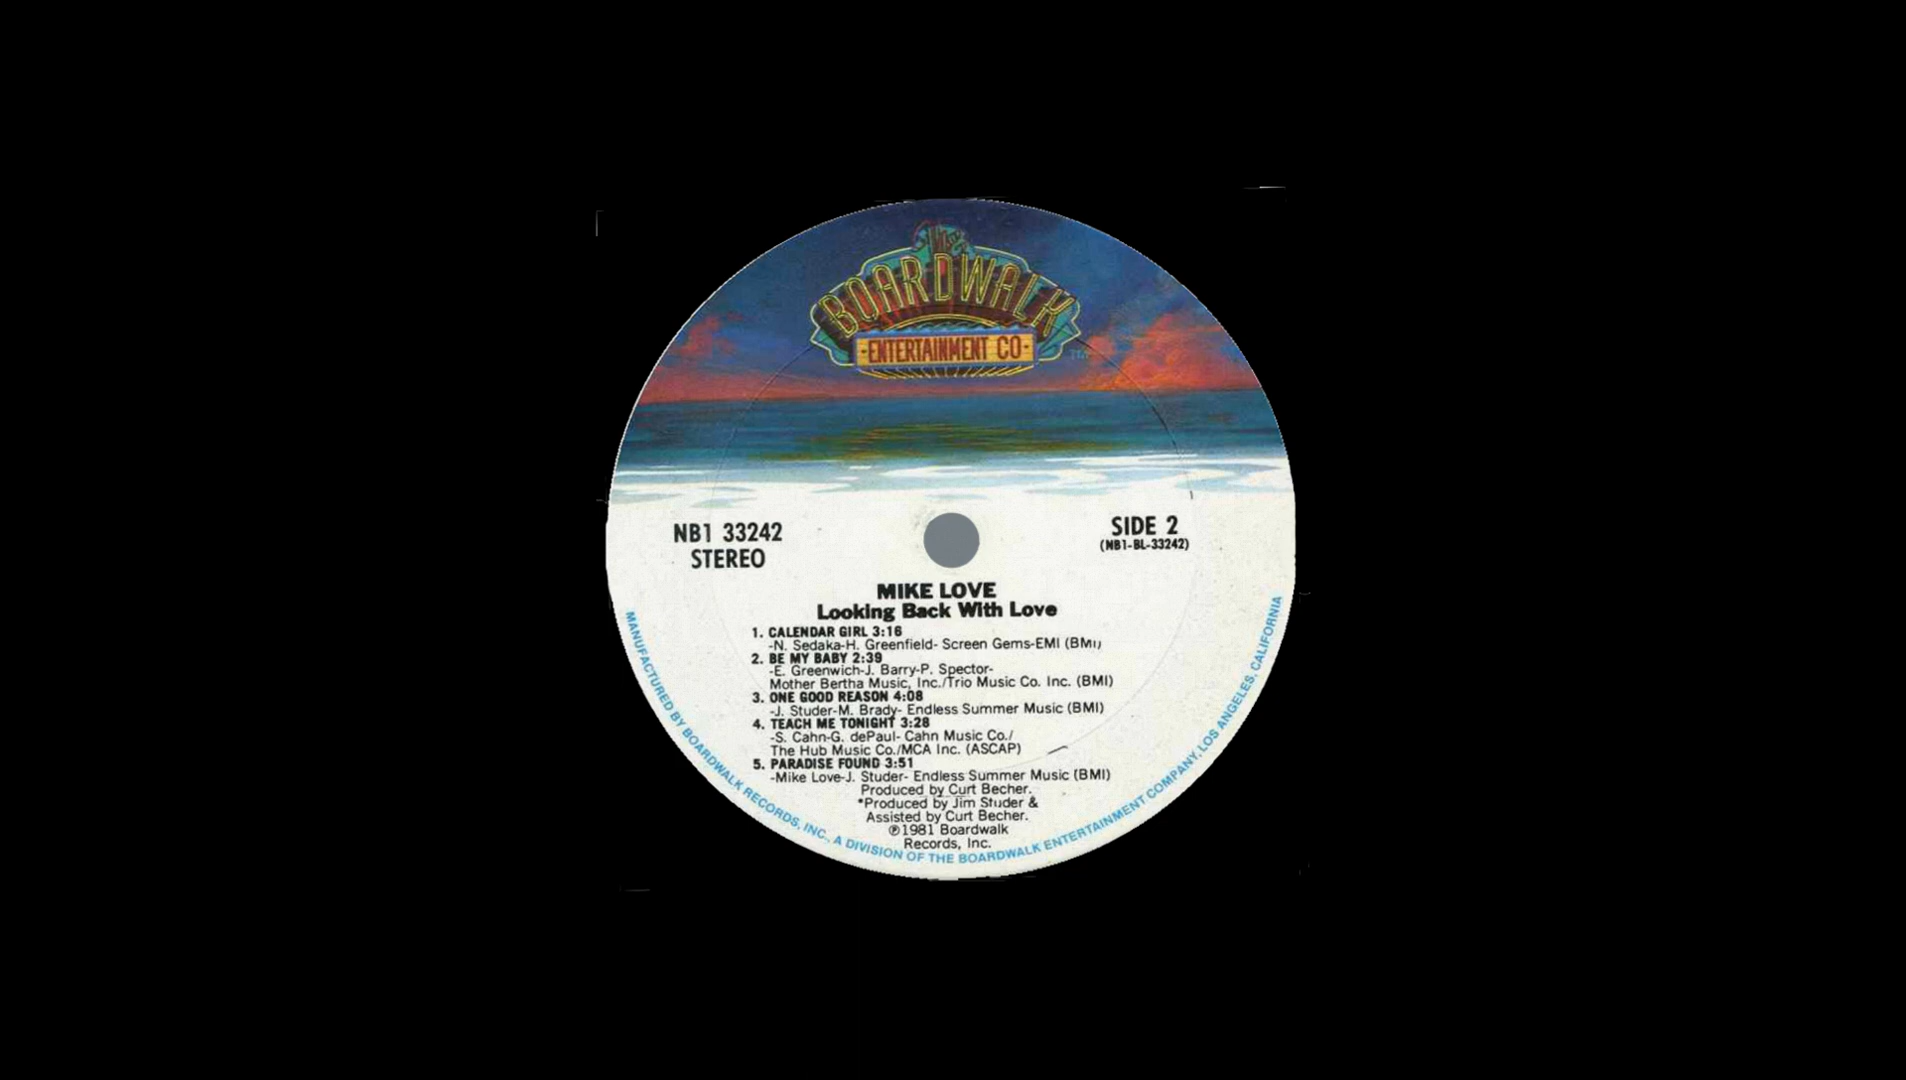 The
BOARDWALK
·ENTERTAINMENT CO·
TM
NB1 33242
STEREO
SIDE 2
(NB1-BL-33242)
MIKE LOVE
Looking Back With Love
1. CALENDAR GIRL 3:16
-N. Sedaka-H. Greenfield- Screen Gems-EMI (BMI)
2. BE MY BABY 2:39
-E. Greenwich-J. Barry-P. Spector-
Mother Bertha Music, Inc./Trio Music Co. Inc. (BMI)
3. ONE GOOD REASON 4:08
-J. Studer-M. Brady- Endless Summer Music (BMI)
4. TEACH ME TONIGHT 3:28
-S. Cahn-G. dePaul- Cahn Music Co./
The Hub Music Co./MCA Inc. (ASCAP)
5. PARADISE FOUND 3:51
-Mike Love-J. Studer- Endless Summer Music (BMI)
Produced by Curt Becher.
*Produced by Jim Studer &
Assisted by Curt Becher.
℗1981 Boardwalk
Records, Inc.
MANUFACTURED BY BOARDWALK RECORDS, INC., A DIVISION OF THE BOARDWALK ENTERTAINMENT COMPANY, LOS ANGELES, CALIFORNIA